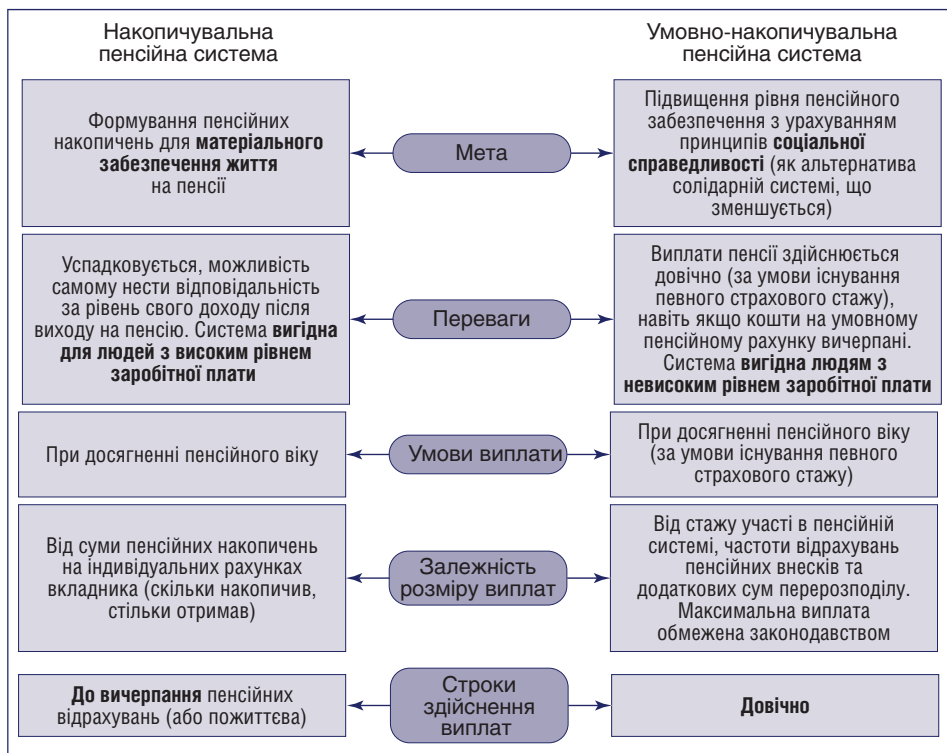 Накопичувальна
пенсійна система
Умовно-накопичувальна
пенсійна система
Формування пенсійних
накопичень для матеріального
забезпечення життя
на пенсії
Мета
Підвищення рівня пенсійного
забезпечення з урахуванням
принципів соціальної
справедливості (як альтернатива
солідарній системі, що
зменшується)
Успадковується, можливість
самому нести відповідальність
за рівень свого доходу після
виходу на пенсію. Система вигідна
для людей з високим рівнем
заробітної плати
Переваги
Виплати пенсії здійснюється
довічно (за умови існування
певного страхового стажу),
навіть якщо кошти на умовному
пенсійному рахунку вичерпані.
Система вигідна людям з
невисоким рівнем заробітної плати
При досягненні пенсійного віку
Умови виплати
При досягненні пенсійного віку
(за умови існування певного
страхового стажу)
Від суми пенсійних накопичень
на індивідуальних рахунках
вкладника (скільки накопичив,
стільки отримав)
Залежність
розміру виплат
Від стажу участі в пенсійній
системі, частоти відрахувань
пенсійних внесків та
додаткових сум перерозподілу.
Максимальна виплата
обмежена законодавством
До вичерпання пенсійних
відрахувань (або пожиттєва)
Строки
здійснення
виплат
Довічно